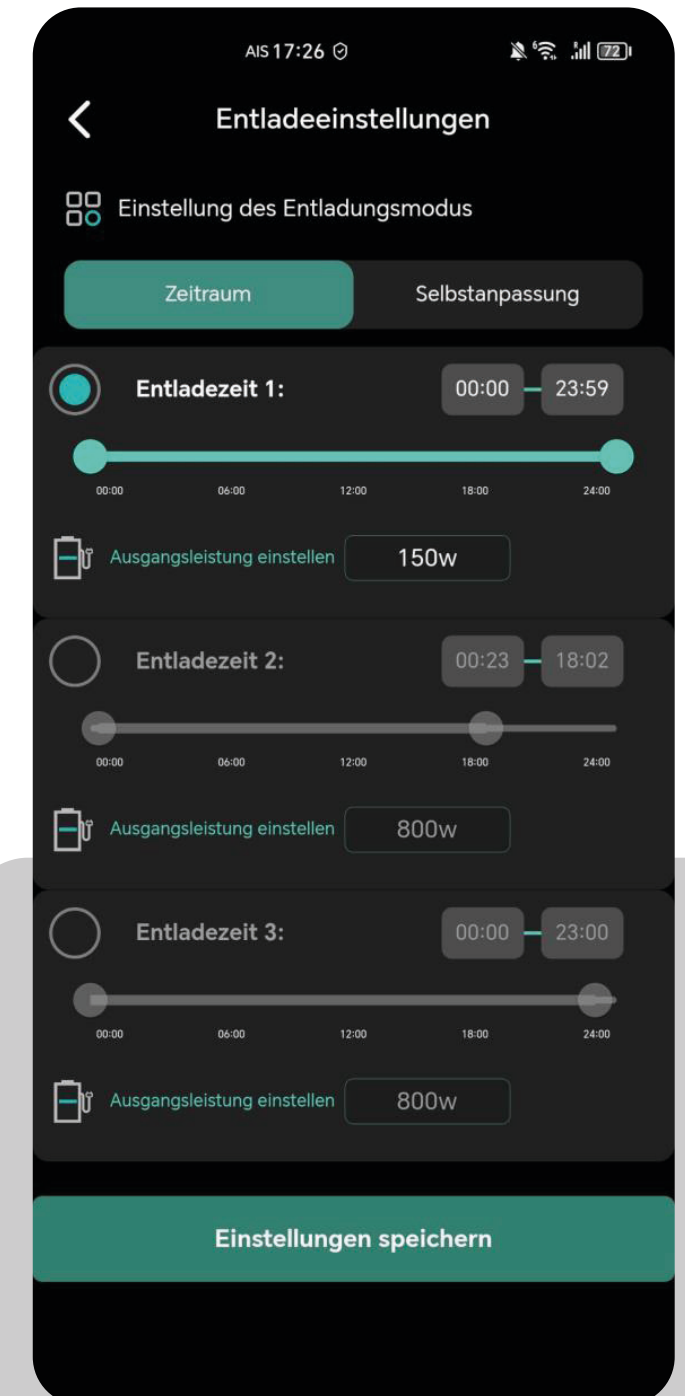 AIS 17:26 72
Entladeeinstellungen
Einstellung des Entladungsmodus
Zeitraum Selbstanpassung
Entladezeit 1: 00:00 – 23:59
00:00 06:00 12:00 18:00 24:00
Ausgangsleistung einstellen 150w
Entladezeit 2: 00:23 – 18:02
00:00 06:00 12:00 18:00 24:00
Ausgangsleistung einstellen 800w
Entladezeit 3: 00:00 – 23:00
00:00 06:00 12:00 18:00 24:00
Ausgangsleistung einstellen 800w
Einstellungen speichern